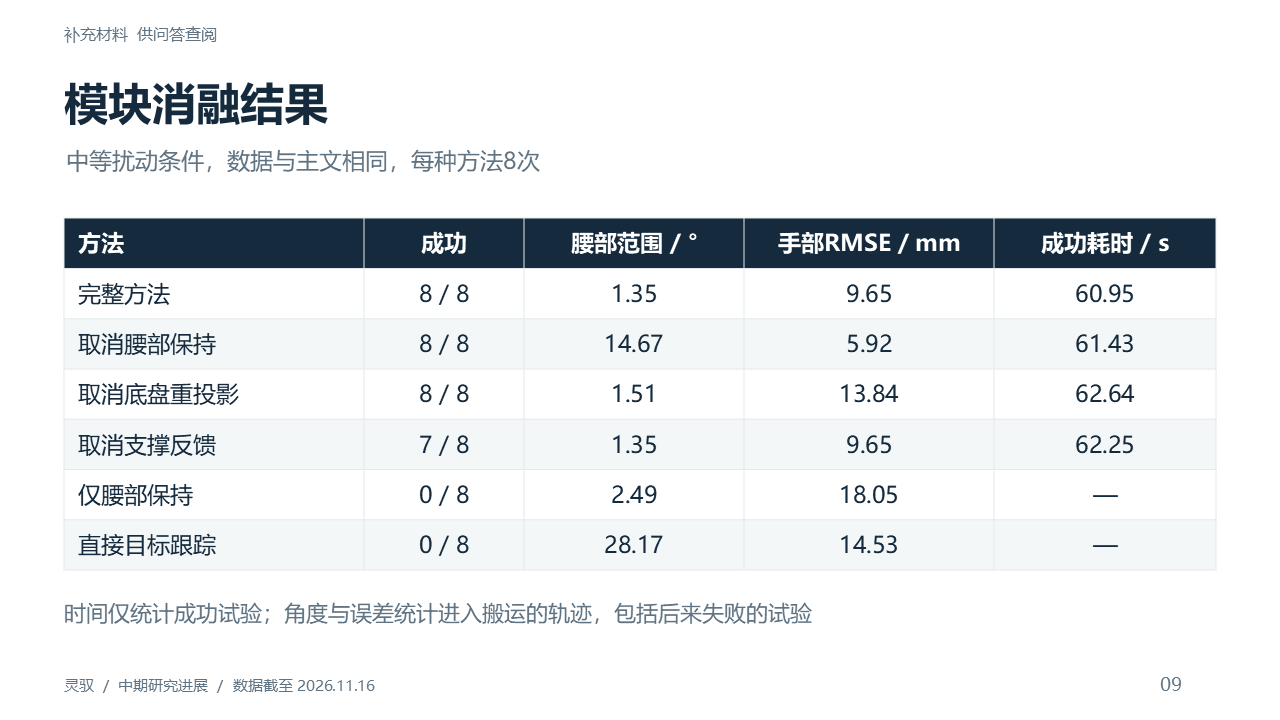 补充材料 供问答查阅
模块消融结果
中等扰动条件，数据与主文相同，每种方法8次
方法 成功 腰部范围 / ° 手部RMSE / mm 成功耗时 / s
完整方法 8 / 8 1.35 9.65 60.95
取消腰部保持 8 / 8 14.67 5.92 61.43
取消底盘重投影 8 / 8 1.51 13.84 62.64
取消支撑反馈 7 / 8 1.35 9.65 62.25
仅腰部保持 0 / 8 2.49 18.05 —
直接目标跟踪 0 / 8 28.17 14.53 —
时间仅统计成功试验；角度与误差统计进入搬运的轨迹，包括后来失败的试验
灵驭 / 中期研究进展 / 数据截至 2026.11.16
09